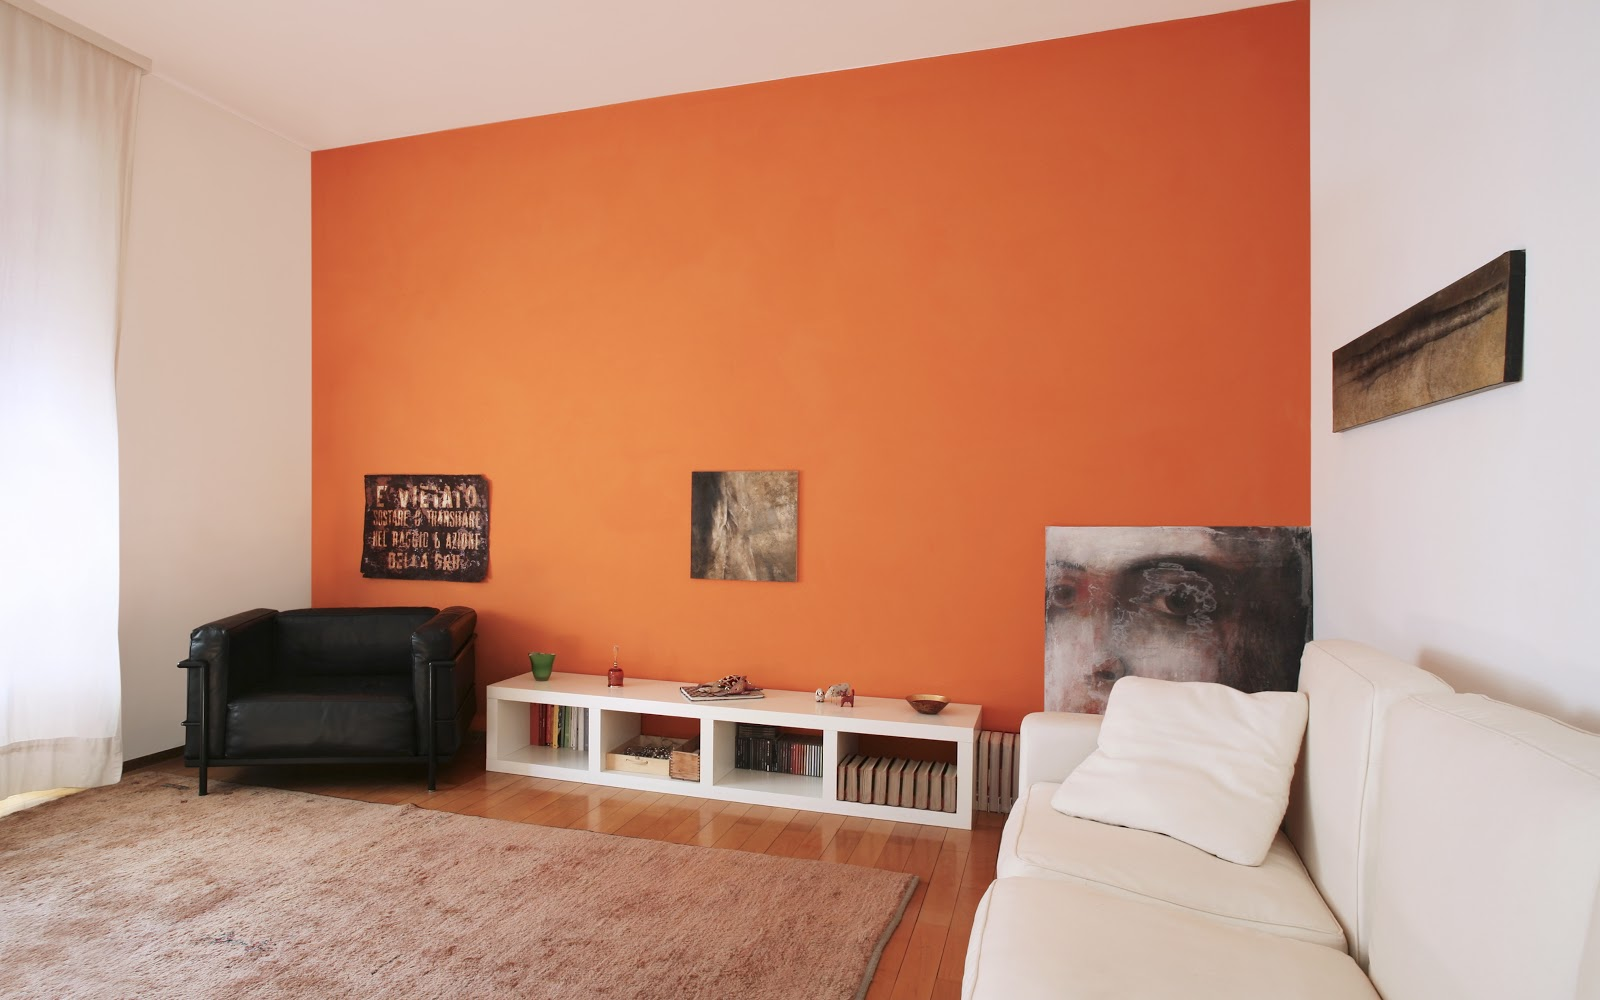 E' VIETATO
SOSTARE O TRANSITARE
NEL RAGGIO D'AZIONE
DELLA GRU